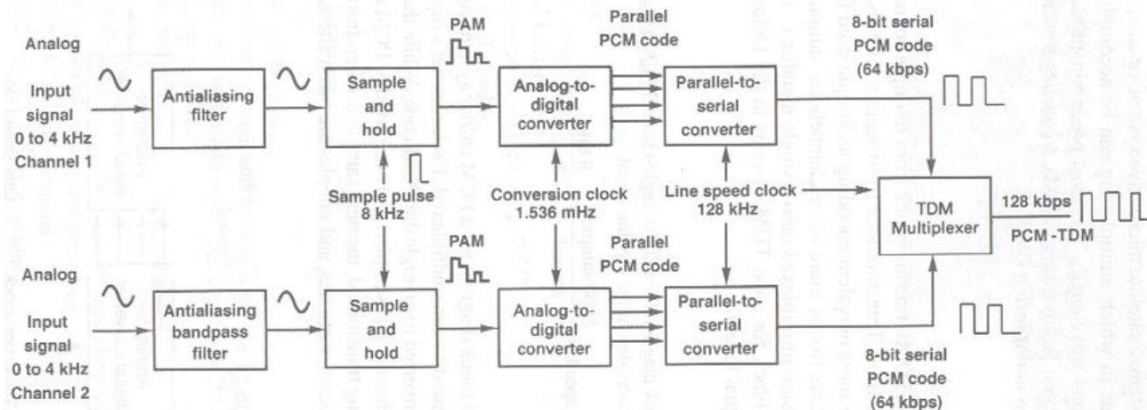 Analog
Input
signal
0 to 4 kHz
Channel 1
Antialiasing
filter
PAM
Sample
and
hold
Analog-to-
digital
converter
Parallel
PCM code
Parallel-to-
serial
converter
8-bit serial
PCM code
(64 kbps)
Sample pulse
8 kHz
Conversion clock
1.536 mHz
Line speed clock
128 kHz
TDM
Multiplexer
128 kbps
PCM -TDM
Analog
Input
signal
0 to 4 kHz
Channel 2
Antialiasing
bandpass
filter
PAM
Sample
and
hold
Analog-to-
digital
converter
Parallel
PCM code
Parallel-to-
serial
converter
8-bit serial
PCM code
(64 kbps)